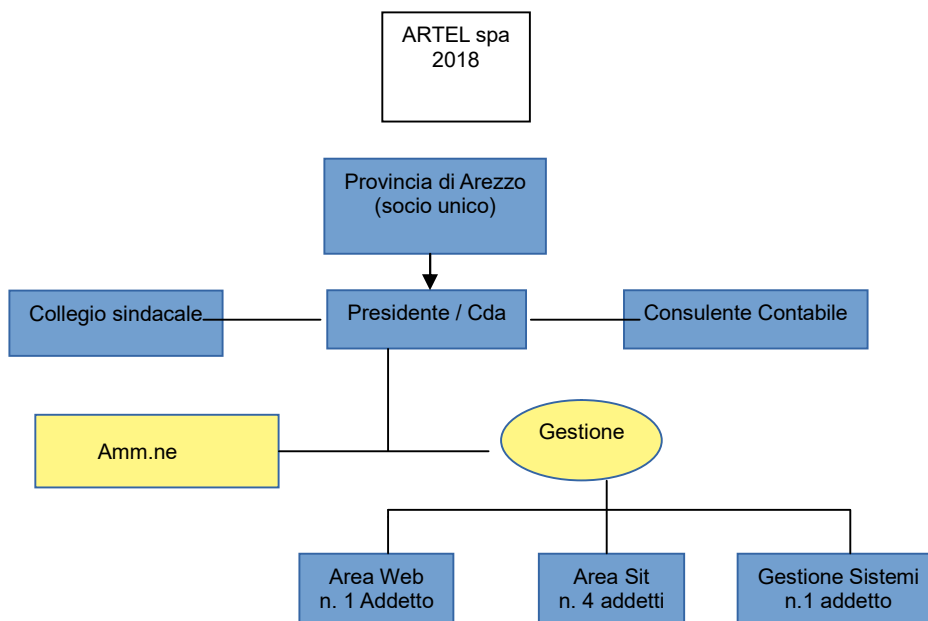 ARTEL spa
2018
Provincia di Arezzo
(socio unico)
Collegio sindacale
Presidente / Cda
Consulente Contabile
Amm.ne
Gestione
Area Web
n. 1 Addetto
Area Sit
n. 4 addetti
Gestione Sistemi
n.1 addetto